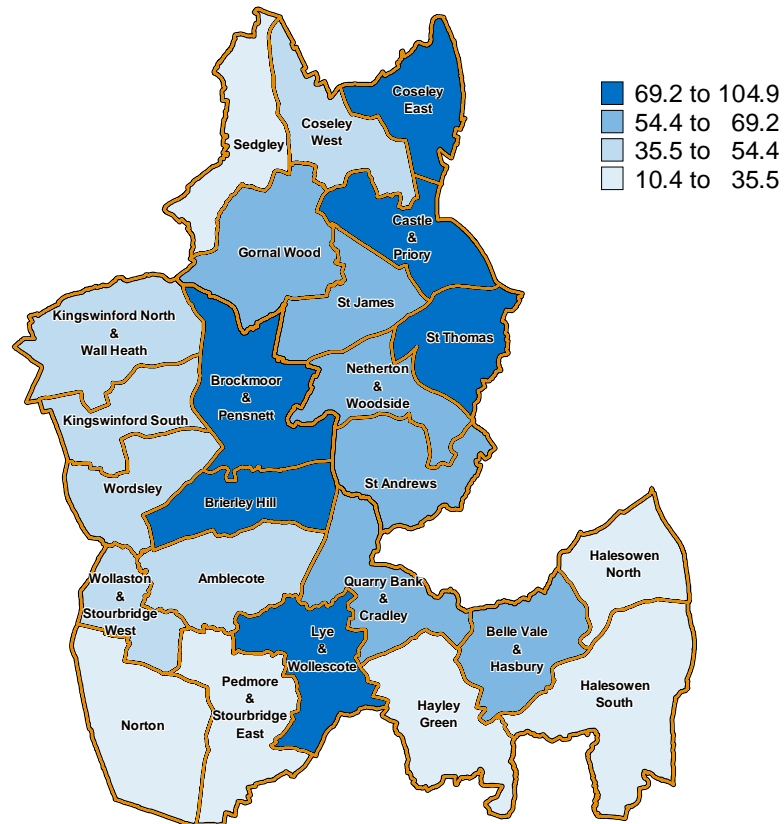 Coseley
East
69.2 to 104.9
54.4 to 69.2
35.5 to 54.4
10.4 to 35.5
Coseley
West
Sedgley
Castle
&
Priory
Gornal Wood
St James
Kingswinford North
&
Wall Heath
St Thomas
Brockmoor
&
Pensnett
Netherton
&
Woodside
Kingswinford South
Wordsley
St Andrews
Brierley Hill
Halesowen
North
Wollaston
&
Stourbridge
West
Amblecote
Quarry Bank
&
Cradley
Lye
&
Wollescote
Belle Vale
&
Hasbury
Pedmore
&
Stourbridge
East
Halesowen
South
Hayley
Green
Norton